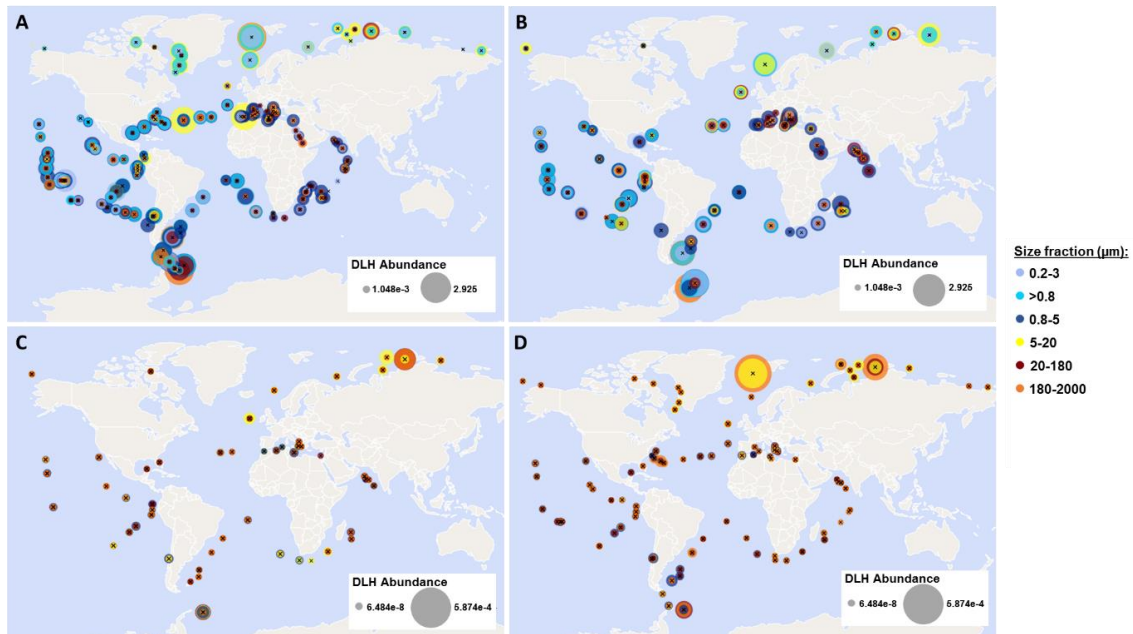 A
B
DLH Abundance
1.048e-3
2.925
DLH Abundance
1.048e-3
2.925
Size fraction (µm):
0.2-3
>0.8
0.8-5
5-20
20-180
180-2000
C
D
DLH Abundance
6.484e-8
5.874e-4
DLH Abundance
6.484e-8
5.874e-4